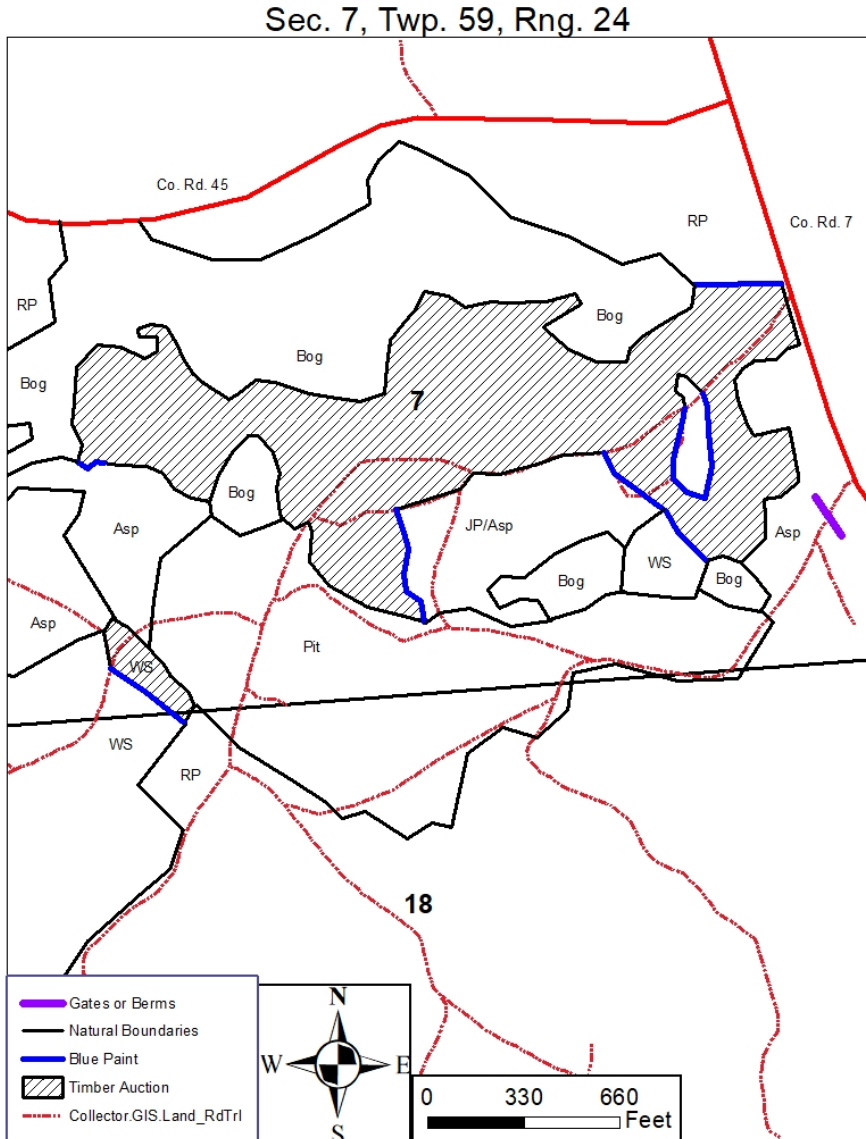 Sec. 7, Twp. 59, Rng. 24
Co. Rd. 45
RP
Co. Rd. 7
RP
Bog
Bog
Bog
7
Bog
Asp
JP/Asp
Asp
WS
Bog
Bog
Asp
Pit
WS
WS
RP
18
Gates or Berms
Natural Boundaries
Blue Paint
Timber Auction
Collector.GIS.Land_RdTrl
N
W E
S
0 330 660
Feet